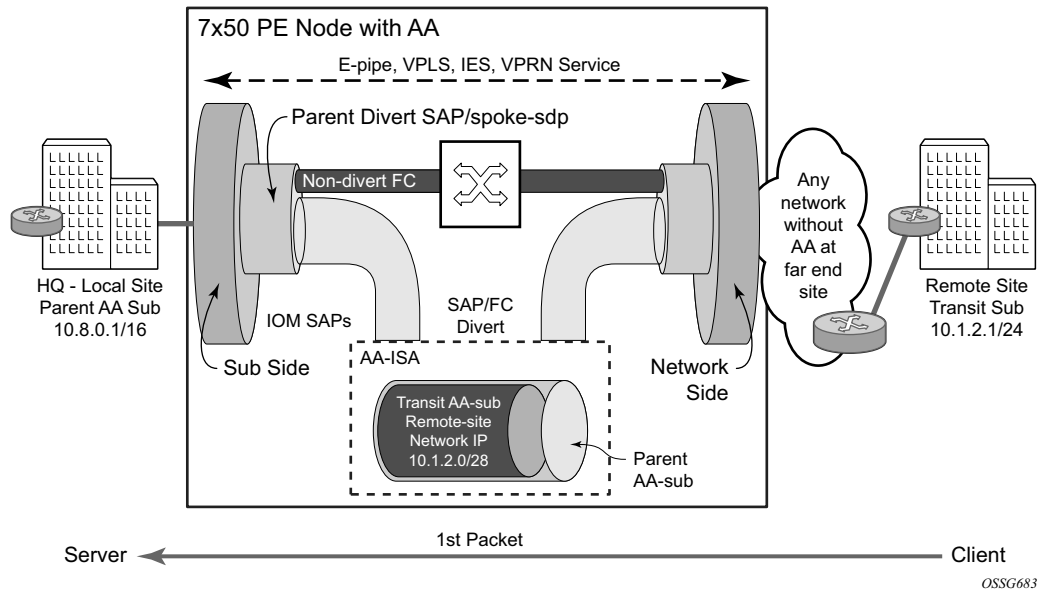 7x50 PE Node with AA
E-pipe, VPLS, IES, VPRN Service
Parent Divert SAP/spoke-sdp
Non-divert FC
Any
network
without
AA at
far end
site
HQ - Local Site
Parent AA Sub
10.8.0.1/16
Remote Site
Transit Sub
10.1.2.1/24
IOM SAPs
SAP/FC
Divert
Sub Side
AA-ISA
Network
Side
Transit AA-sub
Remote-site
Network IP
10.1.2.0/28
Parent
AA-sub
1st Packet
Server
Client
OSSG683